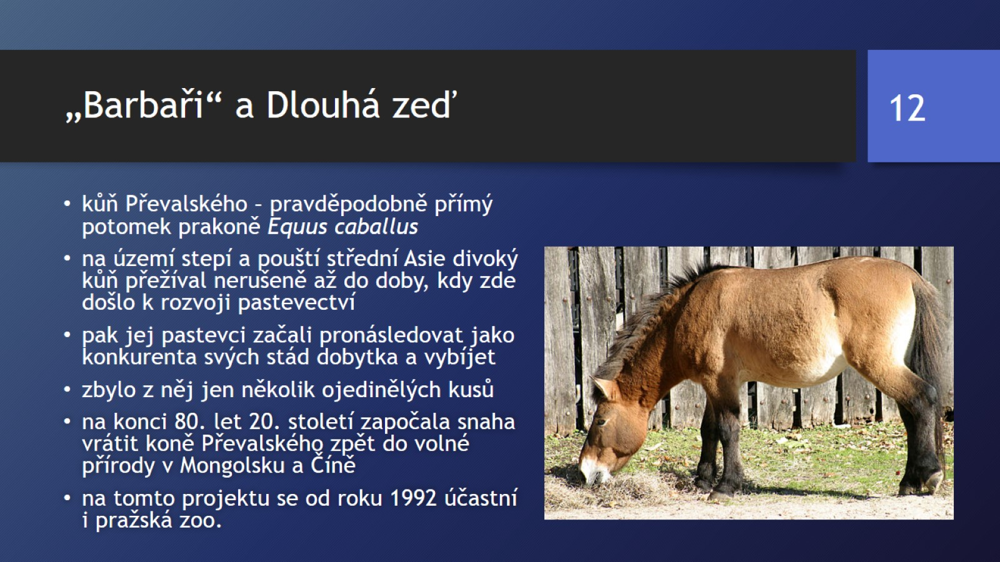 „Barbaři“ a Dlouhá zeď
12
• kůň Převalského – pravděpodobně přímý
potomek prakoně Equus caballus
• na území stepí a pouští střední Asie divoký
kůň přežíval nerušeně až do doby, kdy zde
došlo k rozvoji pastevectví
• pak jej pastevci začali pronásledovat jako
konkurenta svých stád dobytka a vybíjet
• zbylo z něj jen několik ojedinělých kusů
• na konci 80. let 20. století započala snaha
vrátit koně Převalského zpět do volné
přírody v Mongolsku a Číně
• na tomto projektu se od roku 1992 účastní
i pražská zoo.